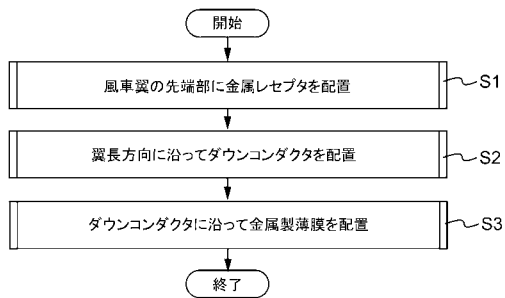 開始
風車翼の先端部に金属レセプタを配置
S1
翼長方向に沿ってダウンコンダクタを配置
S2
ダウンコンダクタに沿って金属製薄膜を配置
S3
終了